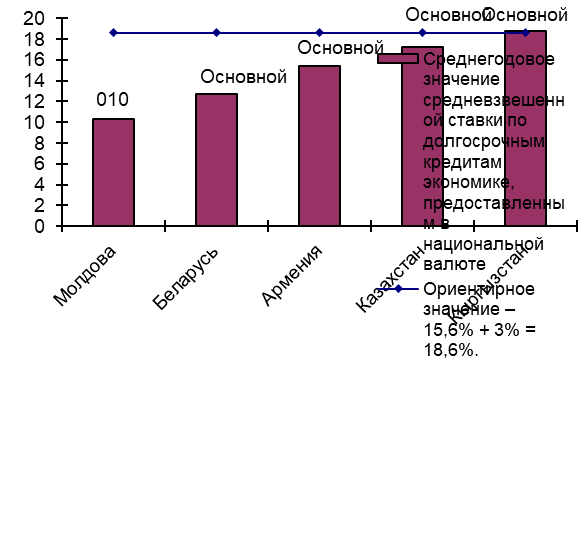 20
18
16
14
12
10
8
6
4
2
0
010
Основной
Основной
Основной
Основной
Молдова
Беларусь
Армения
Казахстан
Кыргызстан
Среднегодовое
значение
средневзвешенн
ой ставки по
долгосрочным
кредитам
экономике,
предоставленны
м в
национальной
валюте
Ориентирное
значение –
15,6% + 3% =
18,6%.